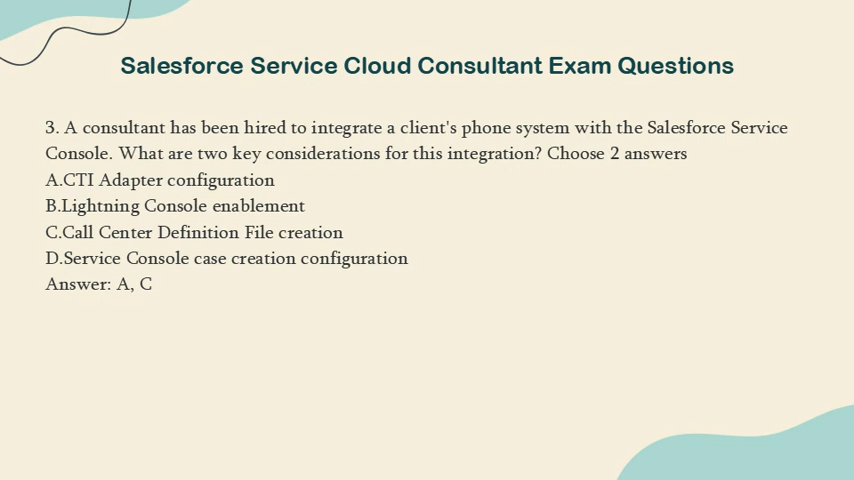 Salesforce Service Cloud Consultant Exam Questions
3. A consultant has been hired to integrate a client's phone system with the Salesforce Service
Console. What are two key considerations for this integration? Choose 2 answers
A.CTI Adapter configuration
B.Lightning Console enablement
C.Call Center Definition File creation
D.Service Console case creation configuration
Answer: A, C